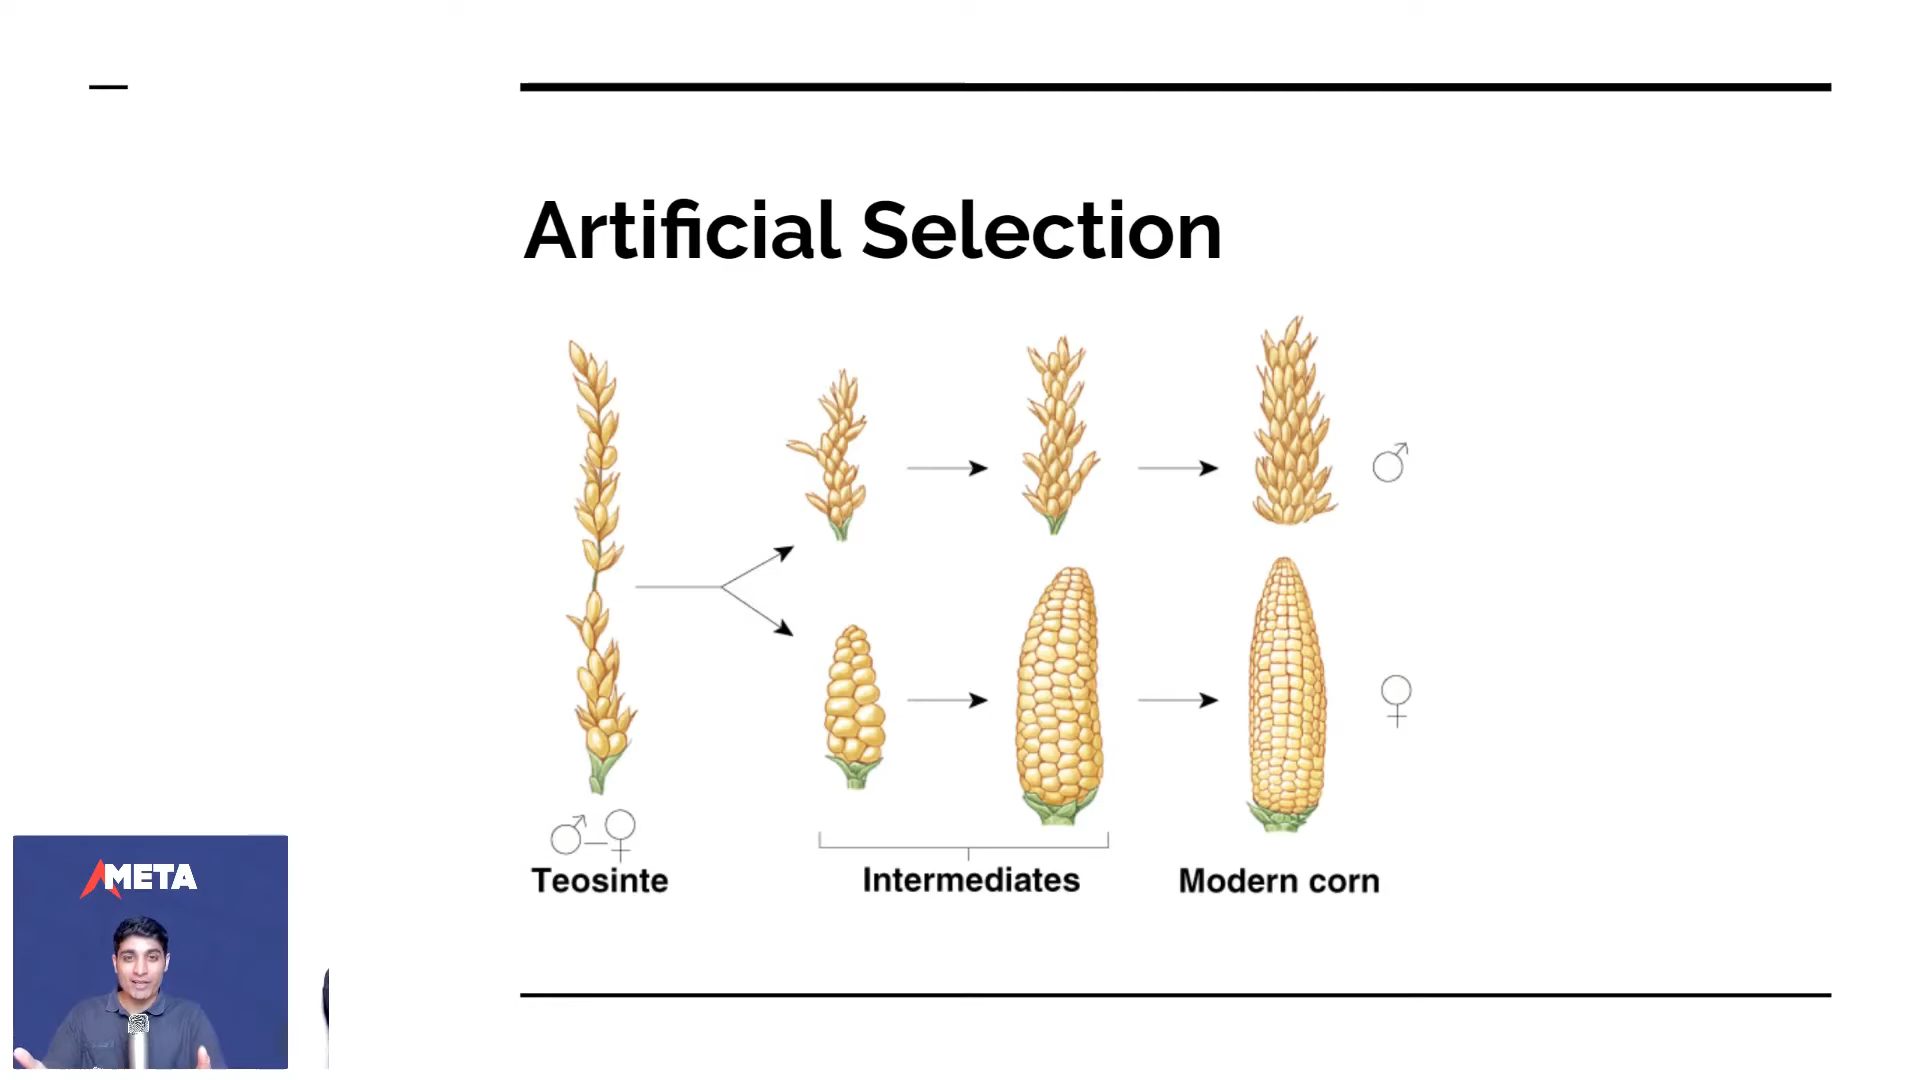 Artificial Selection
Teosinte
Intermediates
Modern corn
META